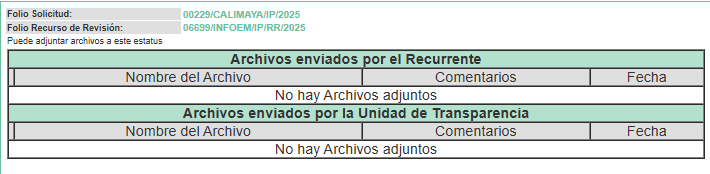 Folio Solicitud: 00229/CALIMAYA/IP/2025
Folio Recurso de Revisión: 06699/INFOEM/IP/RR/2025
Puede adjuntar archivos a este estatus
Archivos enviados por el Recurrente
Nombre del Archivo Comentarios Fecha
No hay Archivos adjuntos
Archivos enviados por la Unidad de Transparencia
Nombre del Archivo Comentarios Fecha
No hay Archivos adjuntos